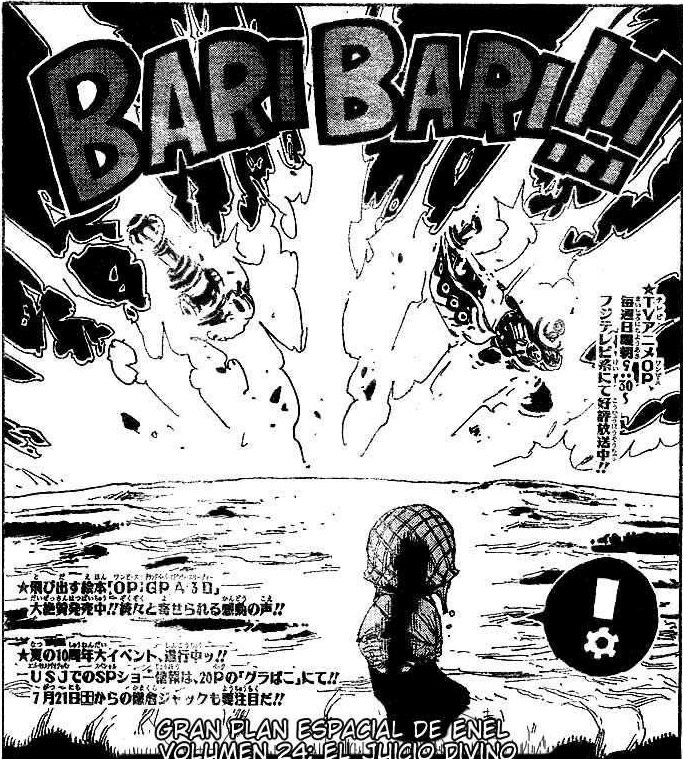 BARI BARI!!!
★TVアニメOP、
毎週日曜朝9:30〜
フジテレビ系にて好評放送中!!
★飛び出す絵本『OP:GP☆3D』
大絶賛発売中!!続々と寄せられる感動の声!!
★夏の10周年大イベント、進行中ッ!!
USJでのSPショー情報は、20Pの「グラばこ」にて!!
7月21日(土)からの
ジャックも要注目だ!!
!
GRAN PLAN ESPACIAL DE ENEL
VOLUMEN 24: EL JUICIO DIVINO